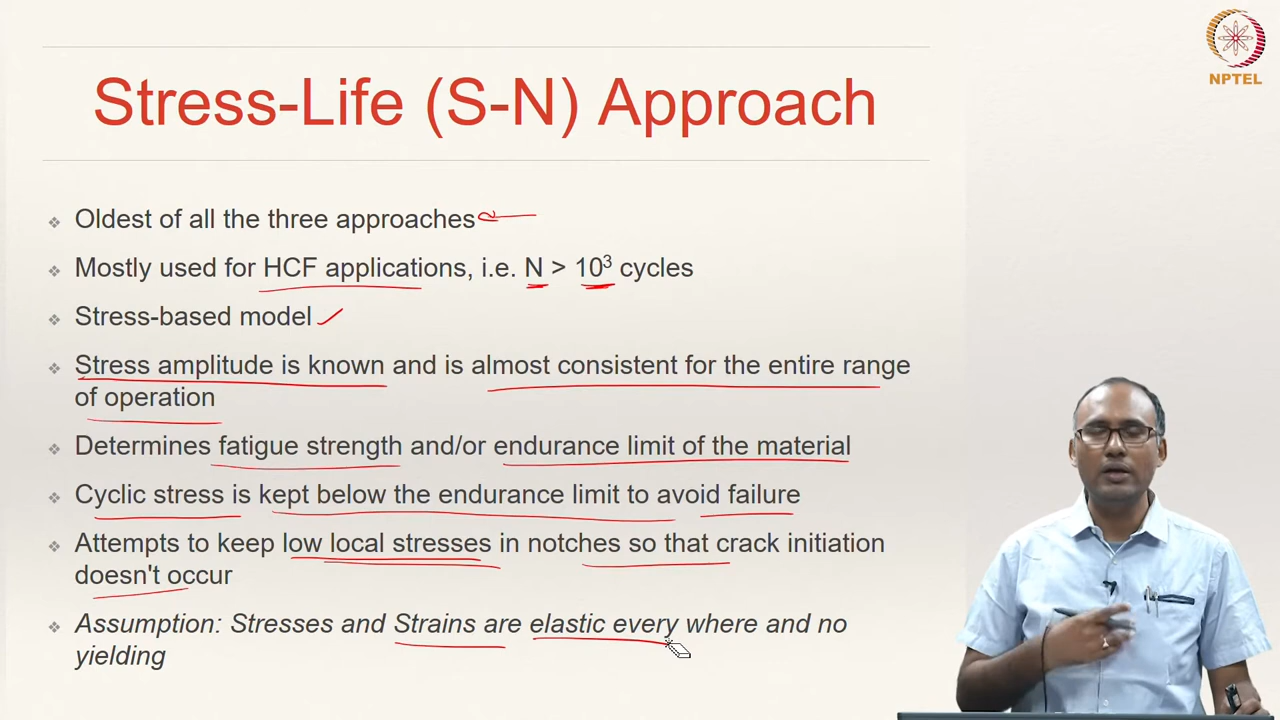 NPTEL
Stress-Life (S-N) Approach
Oldest of all the three approaches
Mostly used for HCF applications, i.e. N > 10³ cycles
Stress-based model
Stress amplitude is known and is almost consistent for the entire range
of operation
Determines fatigue strength and/or endurance limit of the material
Cyclic stress is kept below the endurance limit to avoid failure
Attempts to keep low local stresses in notches so that crack initiation
doesn't occur
Assumption: Stresses and Strains are elastic every where and no
yielding